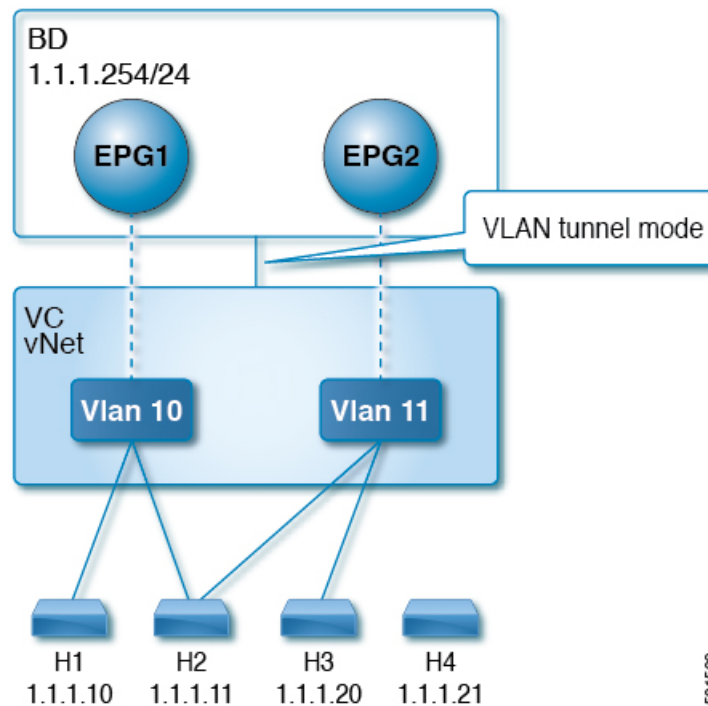 BD
1.1.1.254/24
EPG1
EPG2
VLAN tunnel mode
VC
vNet
Vlan 10
Vlan 11
H1
1.1.1.10
H2
1.1.1.11
H3
1.1.1.20
H4
1.1.1.21